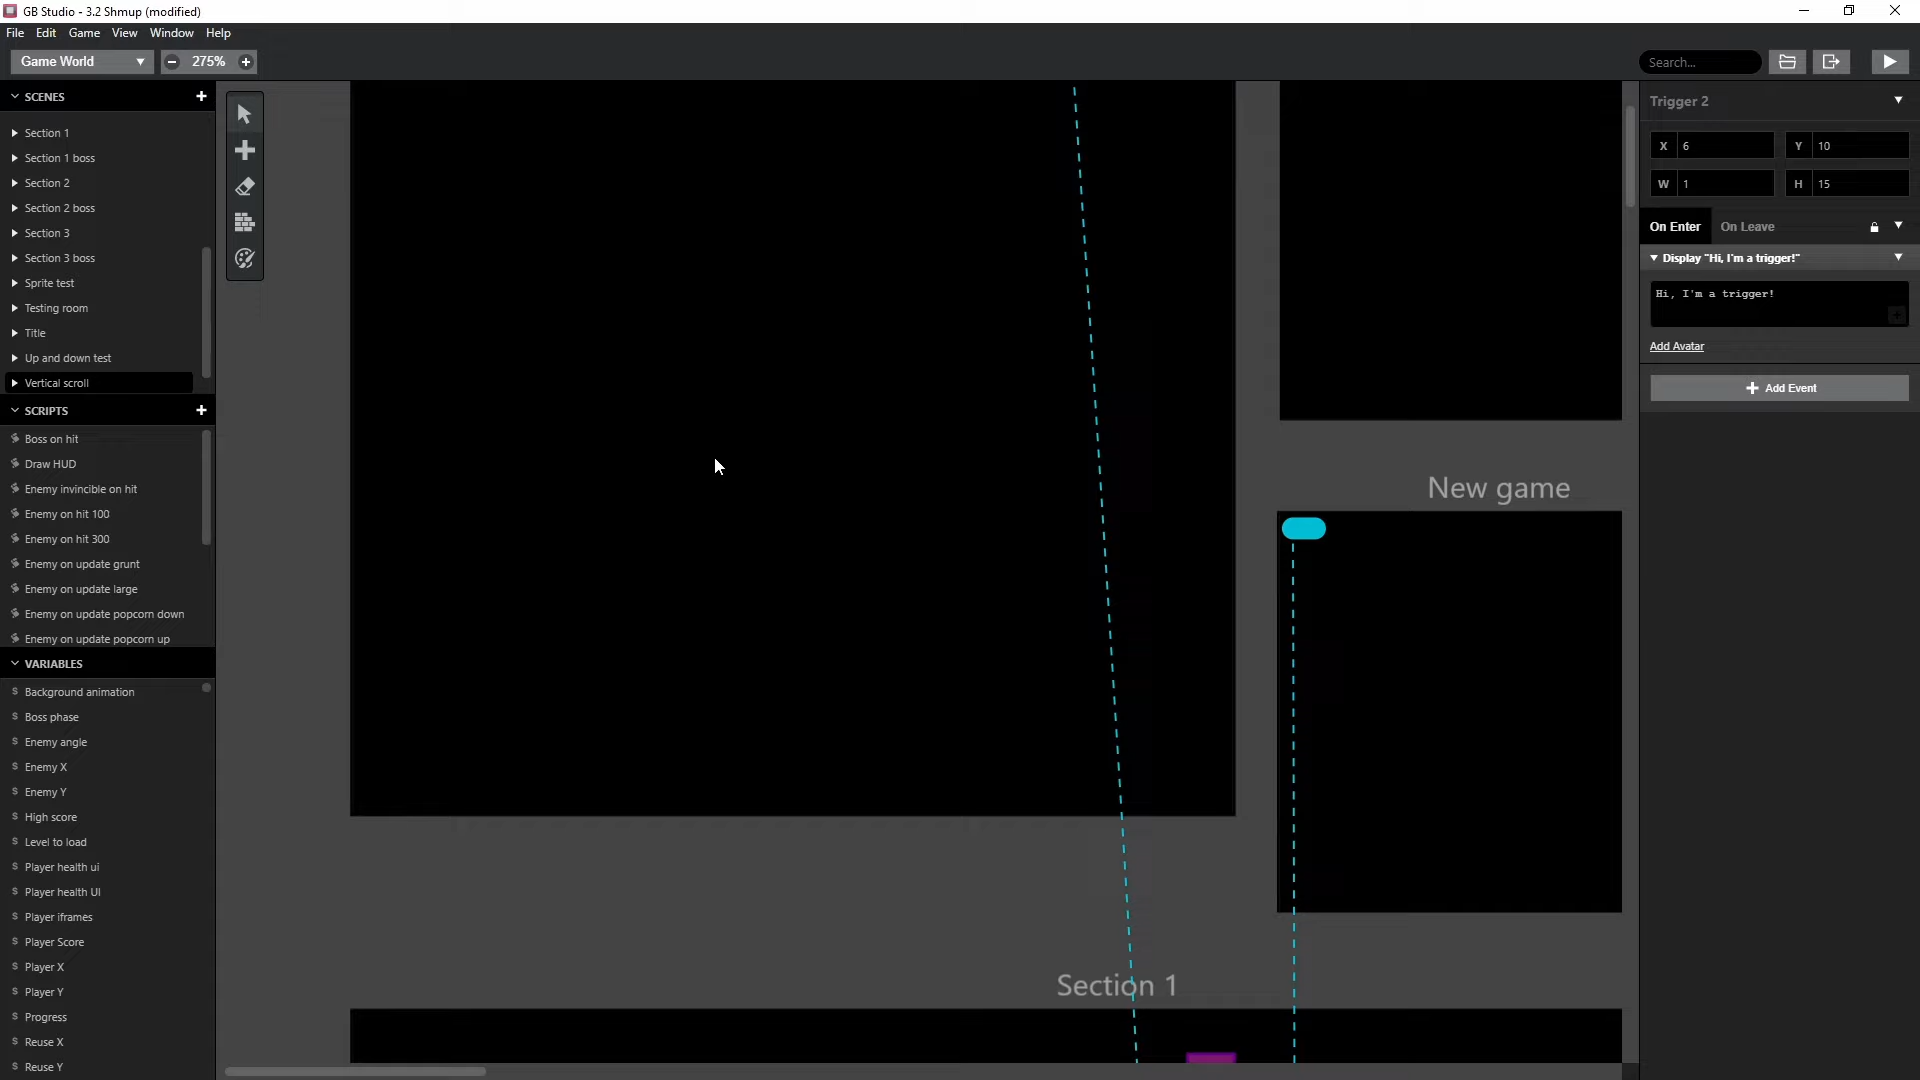 GB Studio - 3.2 Shmup (modified)
File Edit Game View Window Help
Game World
275%
Search...
SCENES
Section 1
Section 1 boss
Section 2
Section 2 boss
Section 3
Section 3 boss
Sprite test
Testing room
Title
Up and down test
Vertical scroll
SCRIPTS
Boss on hit
Draw HUD
Enemy invincible on hit
Enemy on hit 100
Enemy on hit 300
Enemy on update grunt
Enemy on update large
Enemy on update popcorn down
Enemy on update popcorn up
VARIABLES
$ Background animation
$ Boss phase
$ Enemy angle
$ Enemy X
$ Enemy Y
$ High score
$ Level to load
$ Player health ui
$ Player health UI
$ Player iframes
$ Player Score
$ Player X
$ Player Y
$ Progress
$ Reuse X
$ Reuse Y
New game
Section 1
Trigger 2
X 6 Y 10
W 1 H 15
On Enter On Leave
Display "Hi, I'm a trigger!"
Hi, I'm a trigger!
Add Avatar
Add Event